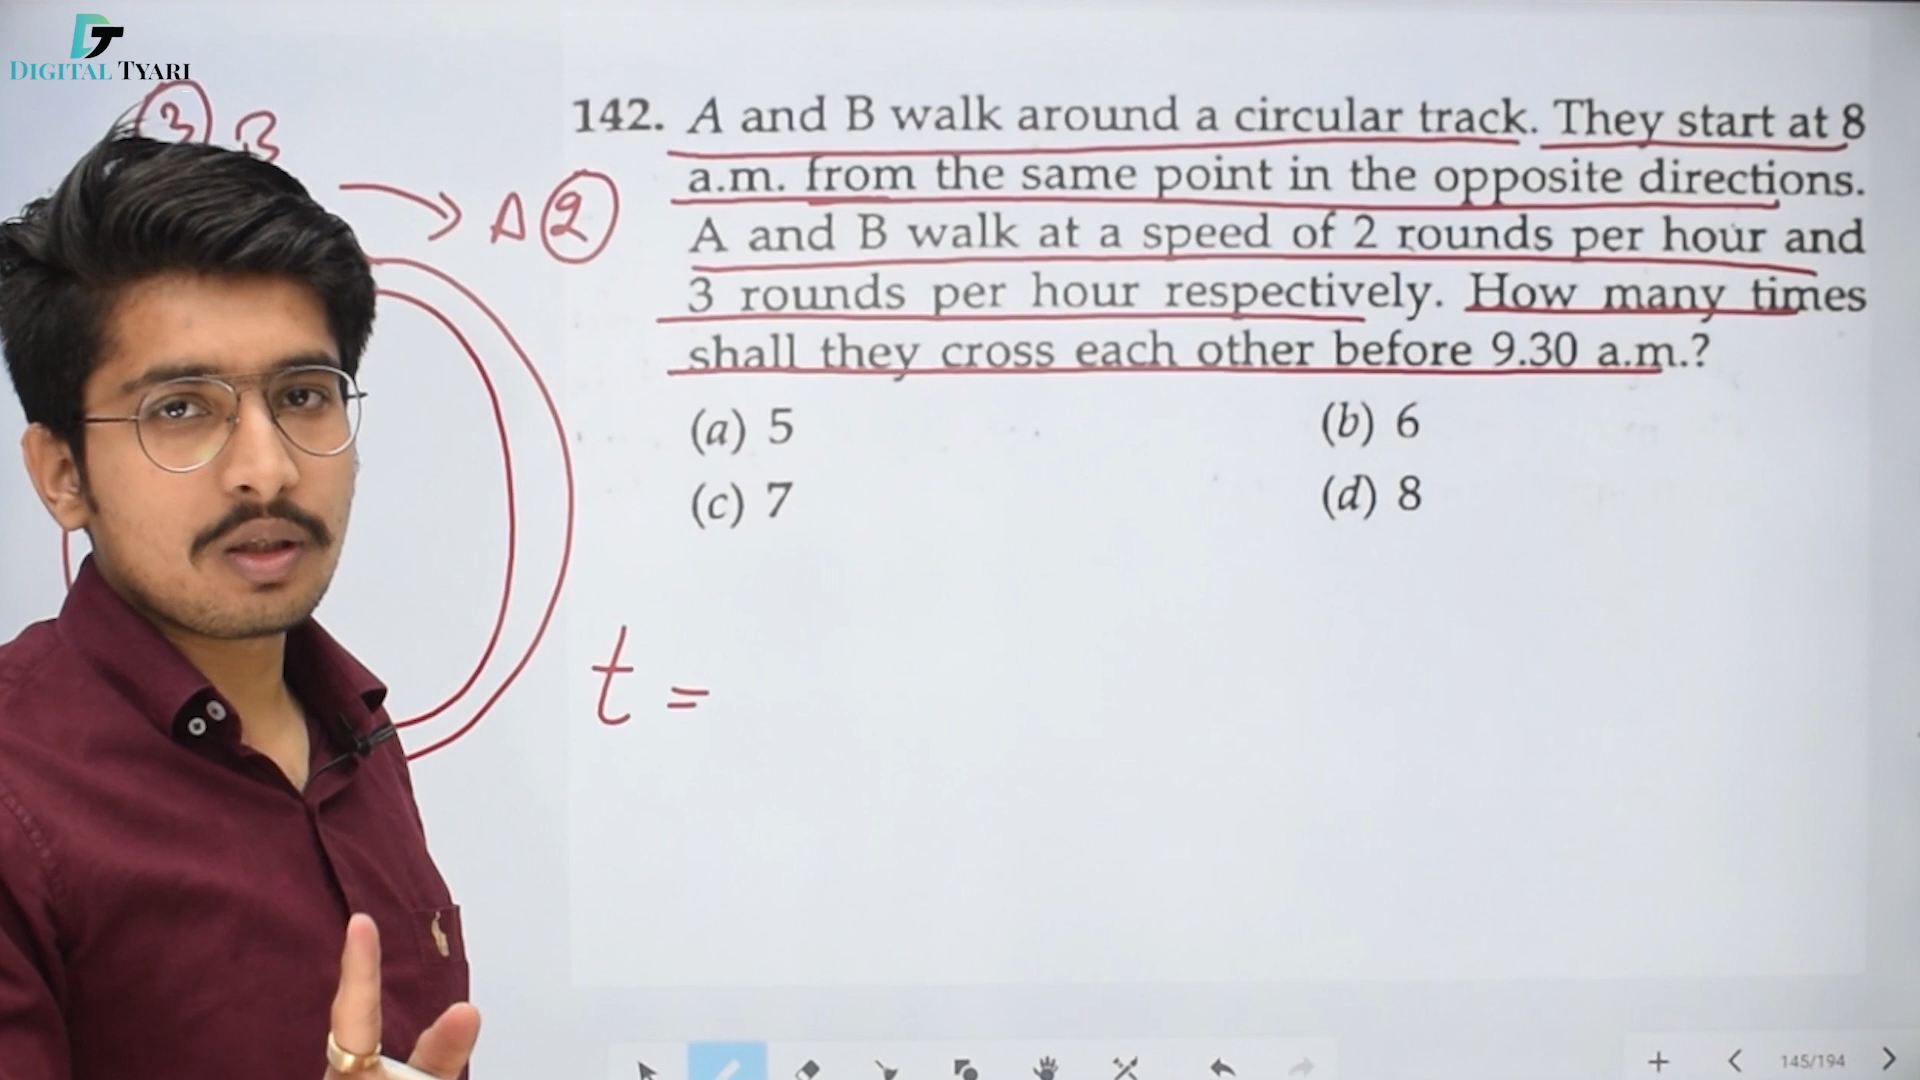 DT
DIGITAL TYARI
3 B
A 2
142. A and B walk around a circular track. They start at 8
a.m. from the same point in the opposite directions.
A and B walk at a speed of 2 rounds per hour and
3 rounds per hour respectively. How many times
shall they cross each other before 9.30 a.m.?
(a) 5 (b) 6
(c) 7 (d) 8
t =
145/194